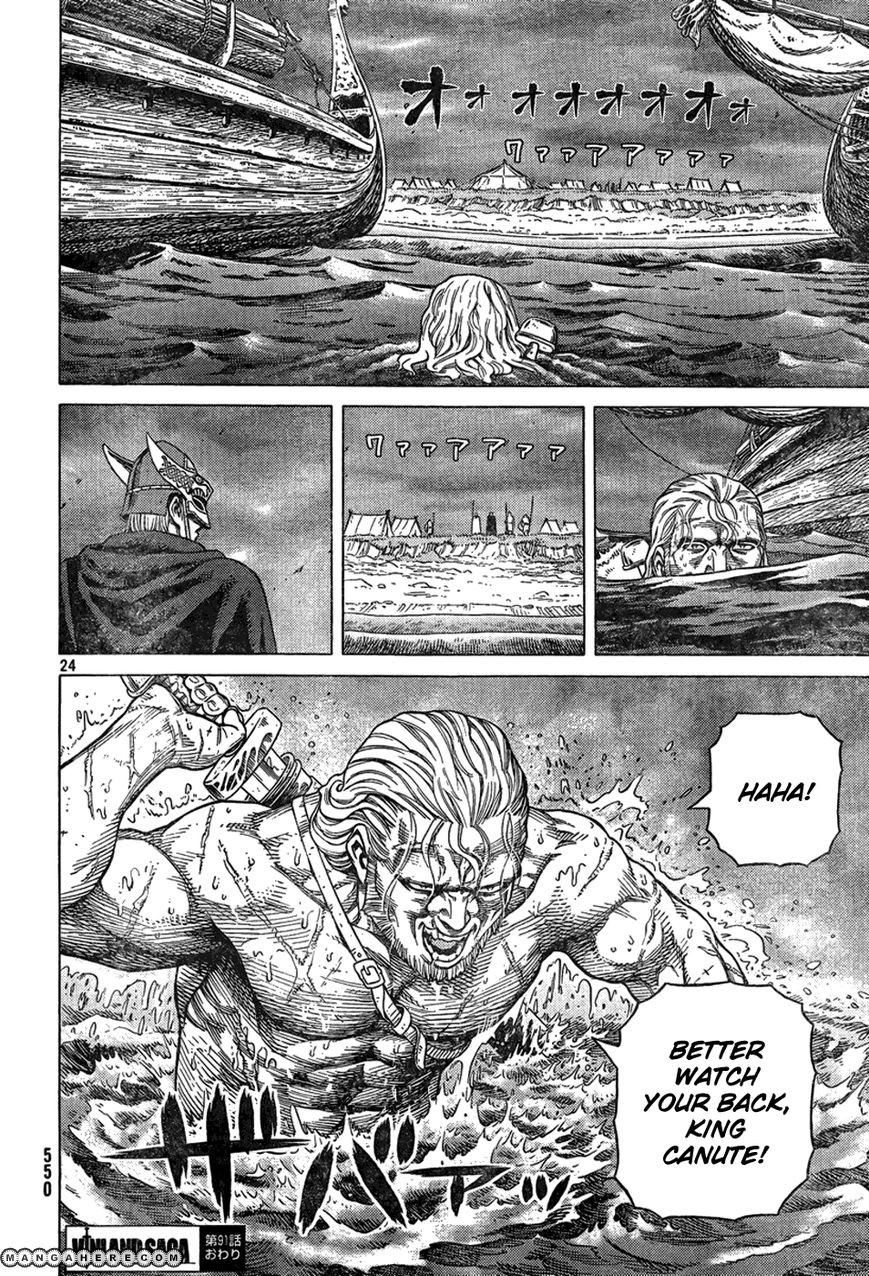 オォォオオオオォォ
ワァァアアァァァ
ワァァアアァァ
24
HAHA!
BETTER
WATCH
YOUR BACK,
KING
CANUTE!
ザバァッ
550
VINLAND SAGA
第91話
おわり
MANGAHERE.COM